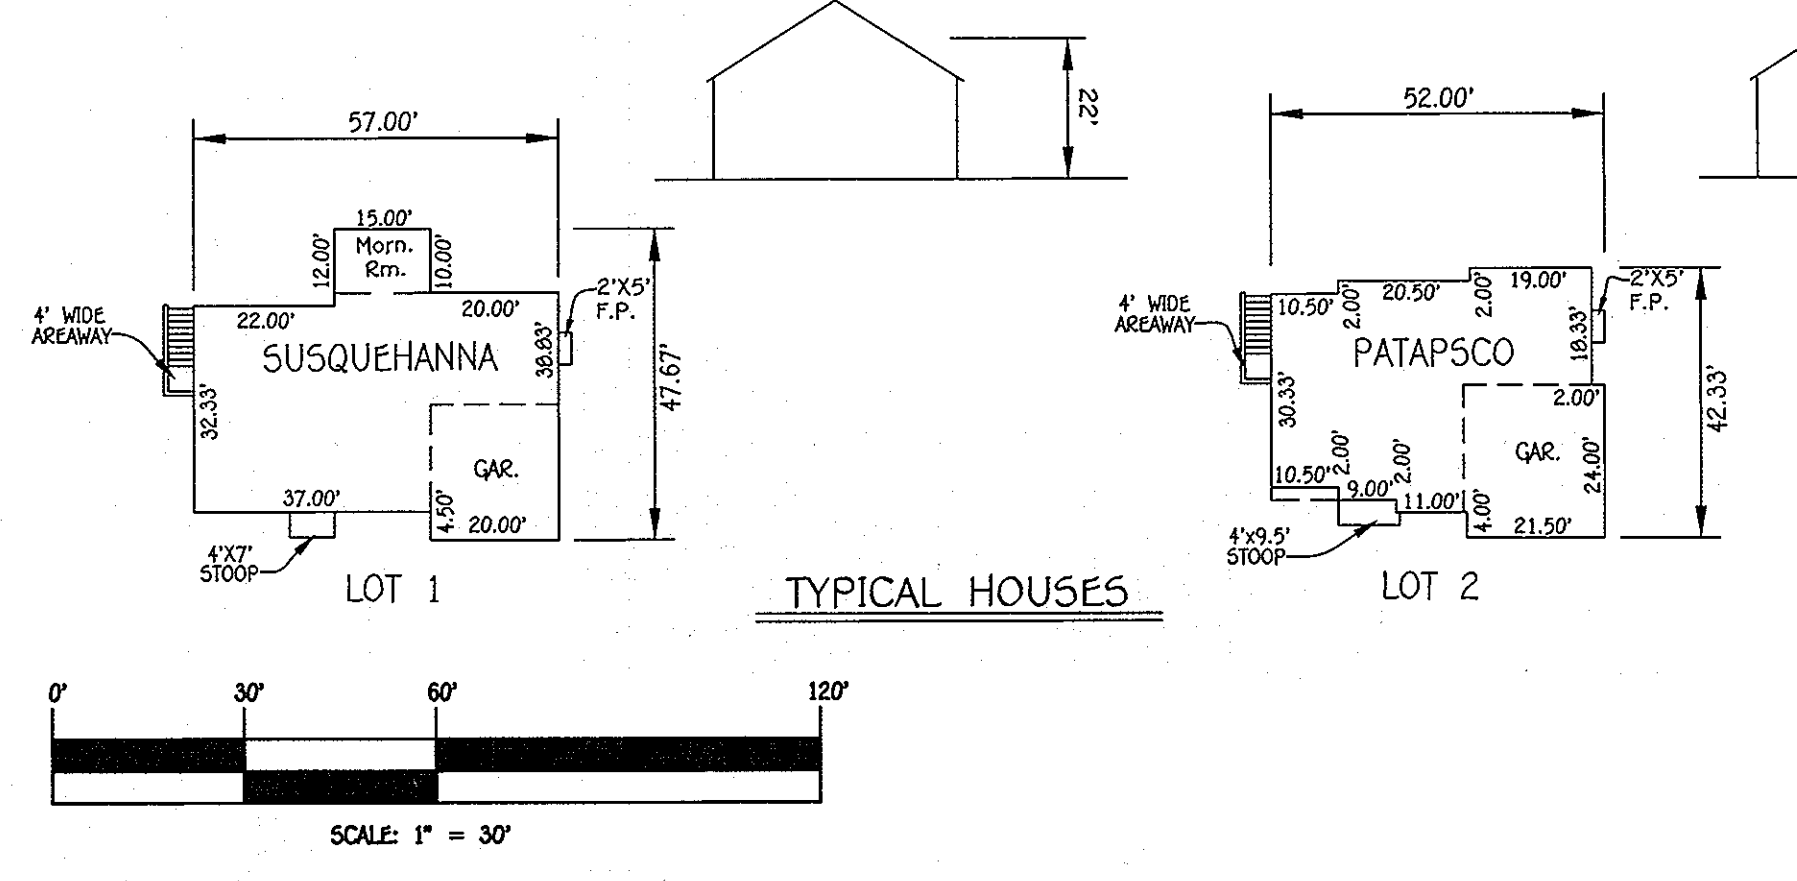 57.00'
22'
52.00'
15.00'
Morn.
Rm.
12.00'
10.00'
4' WIDE
AREAWAY
22.00'
20.00'
2'X5'
F.P.
SUSQUEHANNA
38.83'
47.67'
32.33'
GAR.
37.00'
4.50'
20.00'
4'X7'
STOOP
LOT 1
TYPICAL HOUSES
4' WIDE
AREAWAY
10.50'
2.00'
20.50'
2.00'
19.00'
2'X5'
F.P.
PATAPSCO
18.33'
42.33'
30.33'
2.00'
GAR.
24.00'
10.50'
2.00'
9.00'
2.00'
11.00'
4.00'
21.50'
4'x9.5'
STOOP
LOT 2
0' 30' 60' 120'
SCALE: 1" = 30'